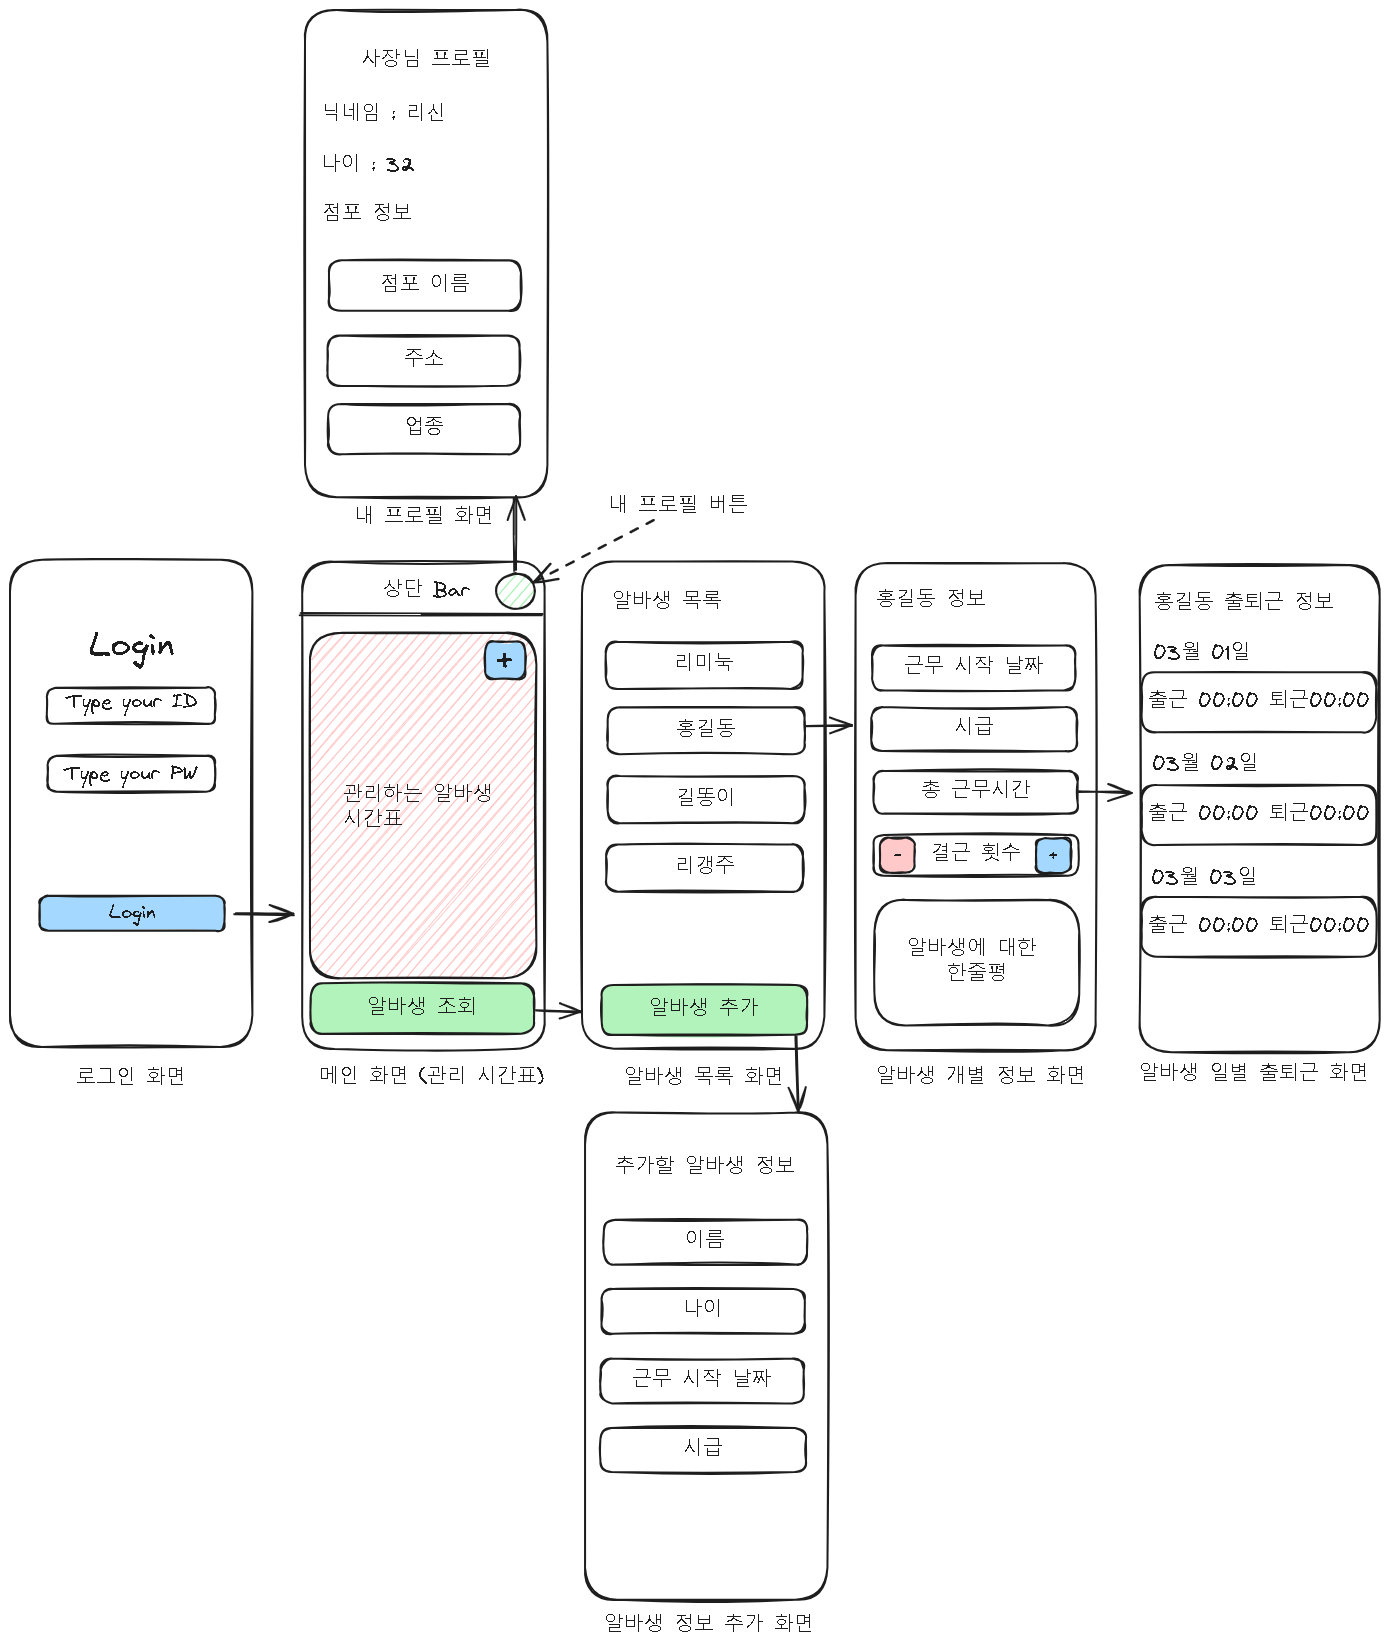 사장님 프로필
닉네임 ; 리신
나이 ; 32
점포 정보
점포 이름
주소
업종
내 프로필 화면
내 프로필 버튼
Login
Type your ID
Type your PW
Login
로그인 화면
상단 Bar
+
관리하는 알바생
시간표
알바생 조회
메인 화면 (관리 시간표)
알바생 목록
리미눅
홍길동
길똥이
리갱주
알바생 추가
알바생 목록 화면
홍길동 정보
근무 시작 날짜
시급
총 근무시간
- 결근 횟수 +
알바생에 대한
한줄평
알바생 개별 정보 화면
홍길동 출퇴근 정보
03월 01일
출근 00:00 퇴근00:00
03월 02일
출근 00:00 퇴근00:00
03월 03일
출근 00:00 퇴근00:00
알바생 일별 출퇴근 화면
추가할 알바생 정보
이름
나이
근무 시작 날짜
시급
알바생 정보 추가 화면